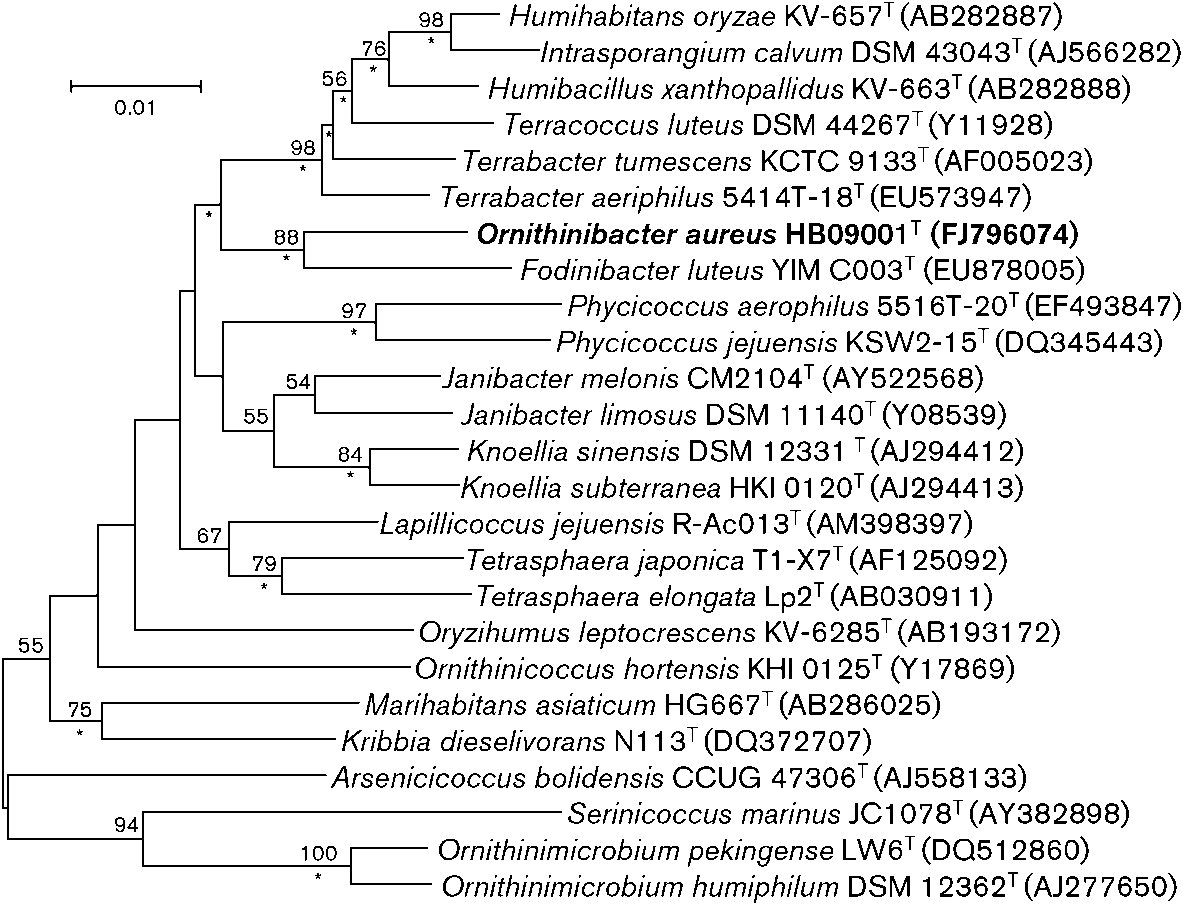 98 Humihabitans oryzae KV-657ᵀ (AB282887)
*
Intrasporangium calvum DSM 43043ᵀ (AJ566282)
76
*
0.01
56 Humibacillus xanthopallidus KV-663ᵀ (AB282888)
*
Terracoccus luteus DSM 44267ᵀ (Y11928)
*
98 Terrabacter tumescens KCTC 9133ᵀ (AF005023)
*
Terrabacter aeriphilus 5414T-18ᵀ (EU573947)
*
88 Ornithinibacter aureus HB09001ᵀ (FJ796074)
*
Fodinibacter luteus YIM C003ᵀ (EU878005)
97 Phycicoccus aerophilus 5516T-20ᵀ (EF493847)
*
Phycicoccus jejuensis KSW2-15ᵀ (DQ345443)
54 Janibacter melonis CM2104ᵀ (AY522568)
55 Janibacter limosus DSM 11140ᵀ (Y08539)
84 Knoellia sinensis DSM 12331 ᵀ (AJ294412)
*
Knoellia subterranea HKI 0120ᵀ (AJ294413)
67 Lapillicoccus jejuensis R-Ac013ᵀ (AM398397)
79 Tetrasphaera japonica T1-X7ᵀ (AF125092)
*
Tetrasphaera elongata Lp2ᵀ (AB030911)
Oryzihumus leptocrescens KV-6285ᵀ (AB193172)
55
Ornithinicoccus hortensis KHI 0125ᵀ (Y17869)
75 Marihabitans asiaticum HG667ᵀ (AB286025)
*
Kribbia dieselivorans N113ᵀ (DQ372707)
Arsenicicoccus bolidensis CCUG 47306ᵀ (AJ558133)
94 Serinicoccus marinus JC1078ᵀ (AY382898)
100 Ornithinimicrobium pekingense LW6ᵀ (DQ512860)
*
Ornithinimicrobium humiphilum DSM 12362ᵀ (AJ277650)